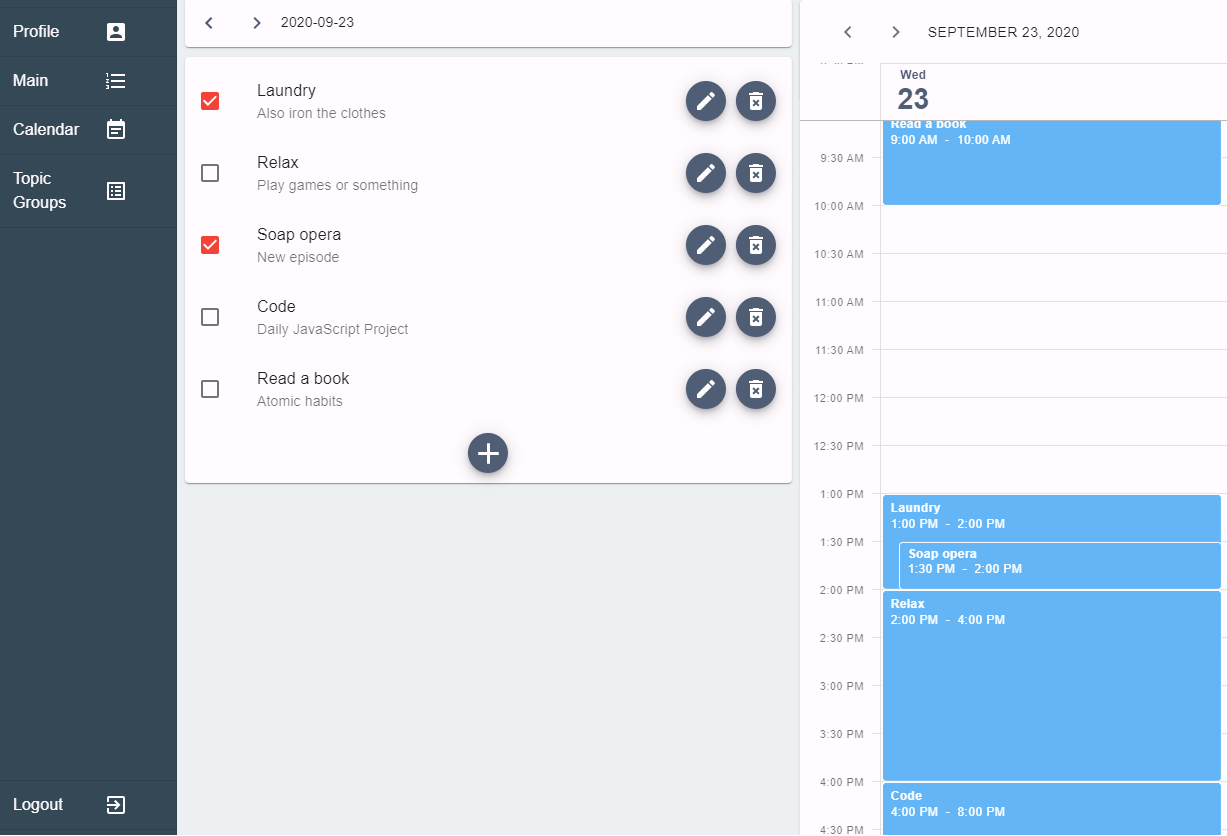 Profile
Main
Calendar
Topic
Groups
Logout
2020-09-23
Laundry
Also iron the clothes
Relax
Play games or something
Soap opera
New episode
Code
Daily JavaScript Project
Read a book
Atomic habits
SEPTEMBER 23, 2020
Wed
23
Read a book
9:00 AM - 10:00 AM
9:30 AM
10:00 AM
10:30 AM
11:00 AM
11:30 AM
12:00 PM
12:30 PM
1:00 PM
Laundry
1:00 PM - 2:00 PM
1:30 PM
Soap opera
1:30 PM - 2:00 PM
2:00 PM
Relax
2:00 PM - 4:00 PM
2:30 PM
3:00 PM
3:30 PM
4:00 PM
Code
4:00 PM - 8:00 PM
4:30 PM